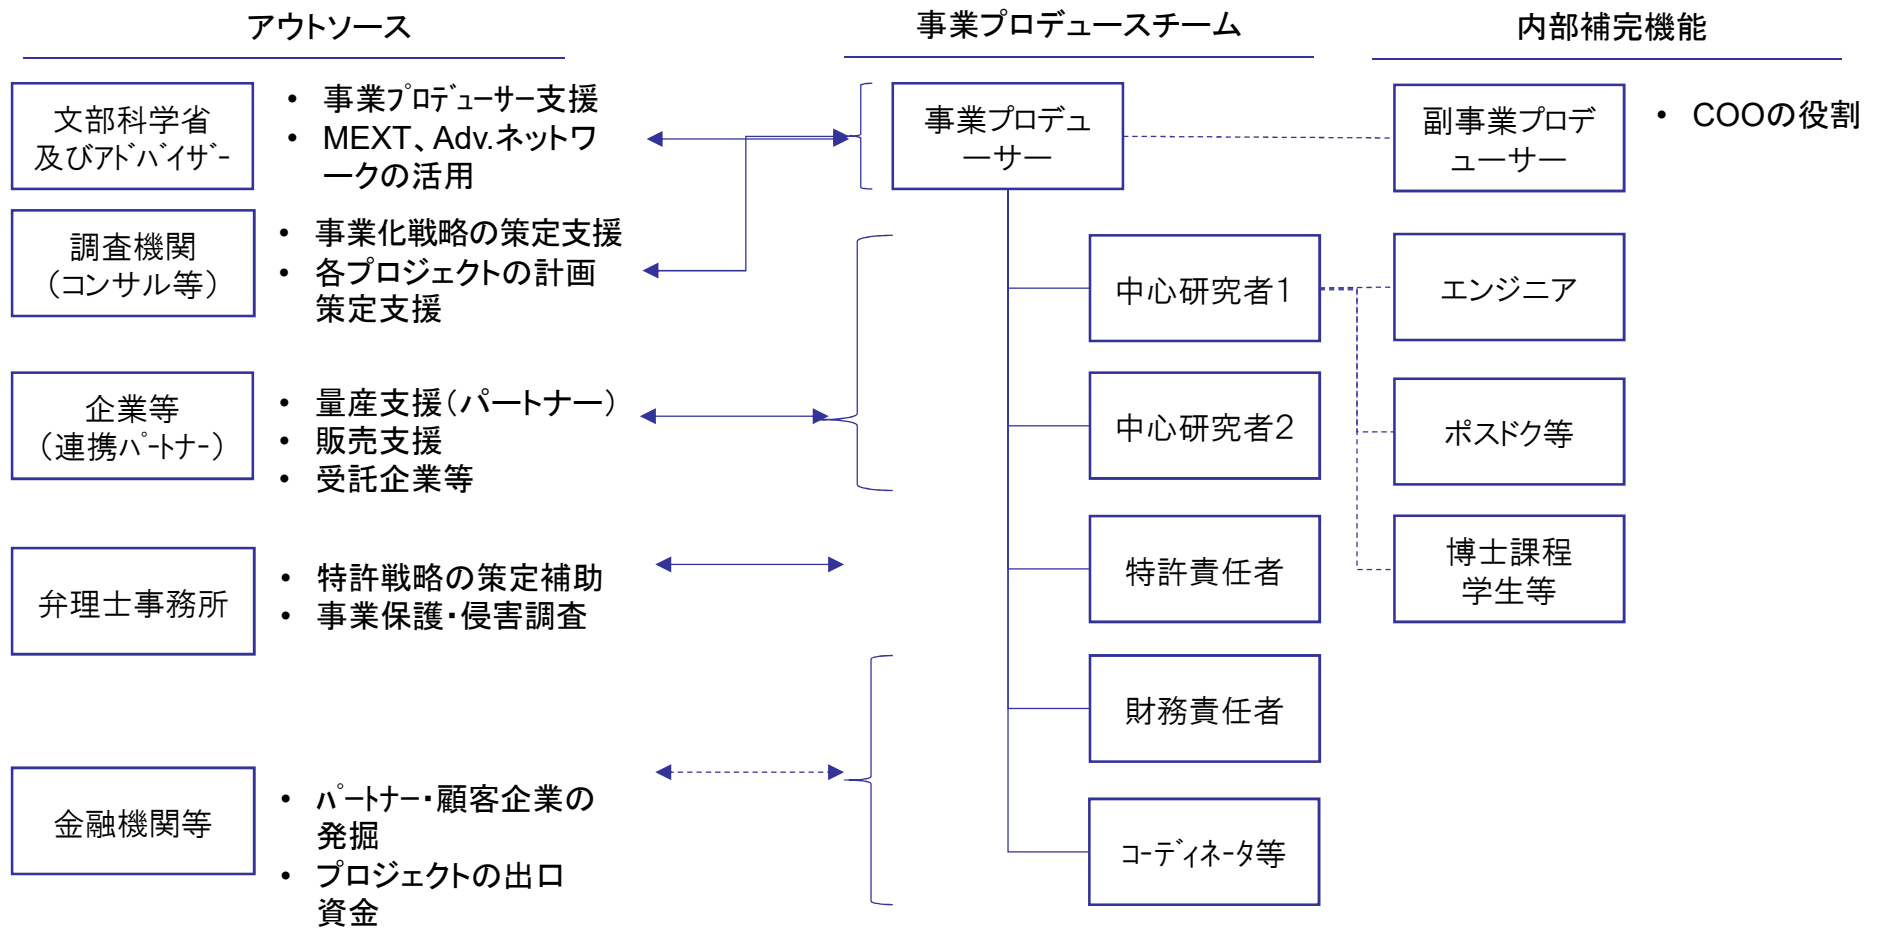 アウトソース
文部科学省
及びアドバイザー
• 事業プロデューサー支援
• MEXT、Adv.ネットワ
ークの活用
調査機関
（コンサル等）
• 事業化戦略の策定支援
• 各プロジェクトの計画
策定支援
企業等
（連携パートナー）
• 量産支援（パートナー）
• 販売支援
• 受託企業等
弁理士事務所
• 特許戦略の策定補助
• 事業保護・侵害調査
金融機関等
• パートナー・顧客企業の
発掘
• プロジェクトの出口
資金
事業プロデュースチーム
事業プロデュ
ーサー
中心研究者1
中心研究者2
特許責任者
財務責任者
コーディネータ等
内部補完機能
副事業プロデ
ューサー
• COOの役割
エンジニア
ポスドク等
博士課程
学生等